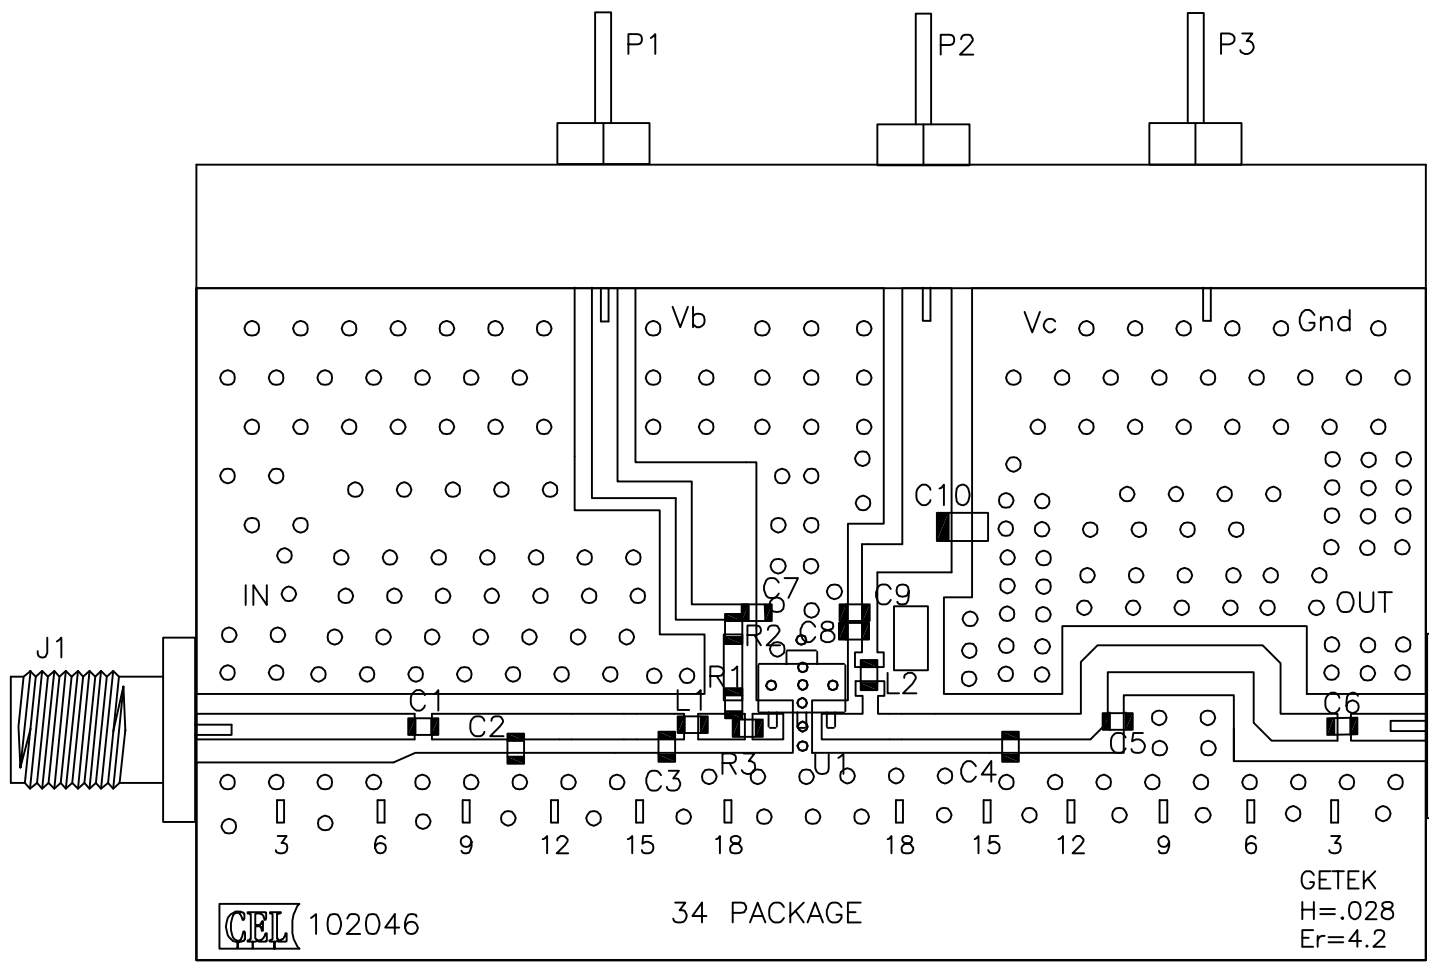 P1
P2
P3
Vb
Vc
Gnd
C10
IN
C7
C9
OUT
R2
C8
J1
R1
L2
C1
L1
C6
C2
C5
C3
R3
U1
C4
3 6 9 12 15 18 18 15 12 9 6 3
GETEK
34 PACKAGE
H=.028
CEL 102046
Er=4.2